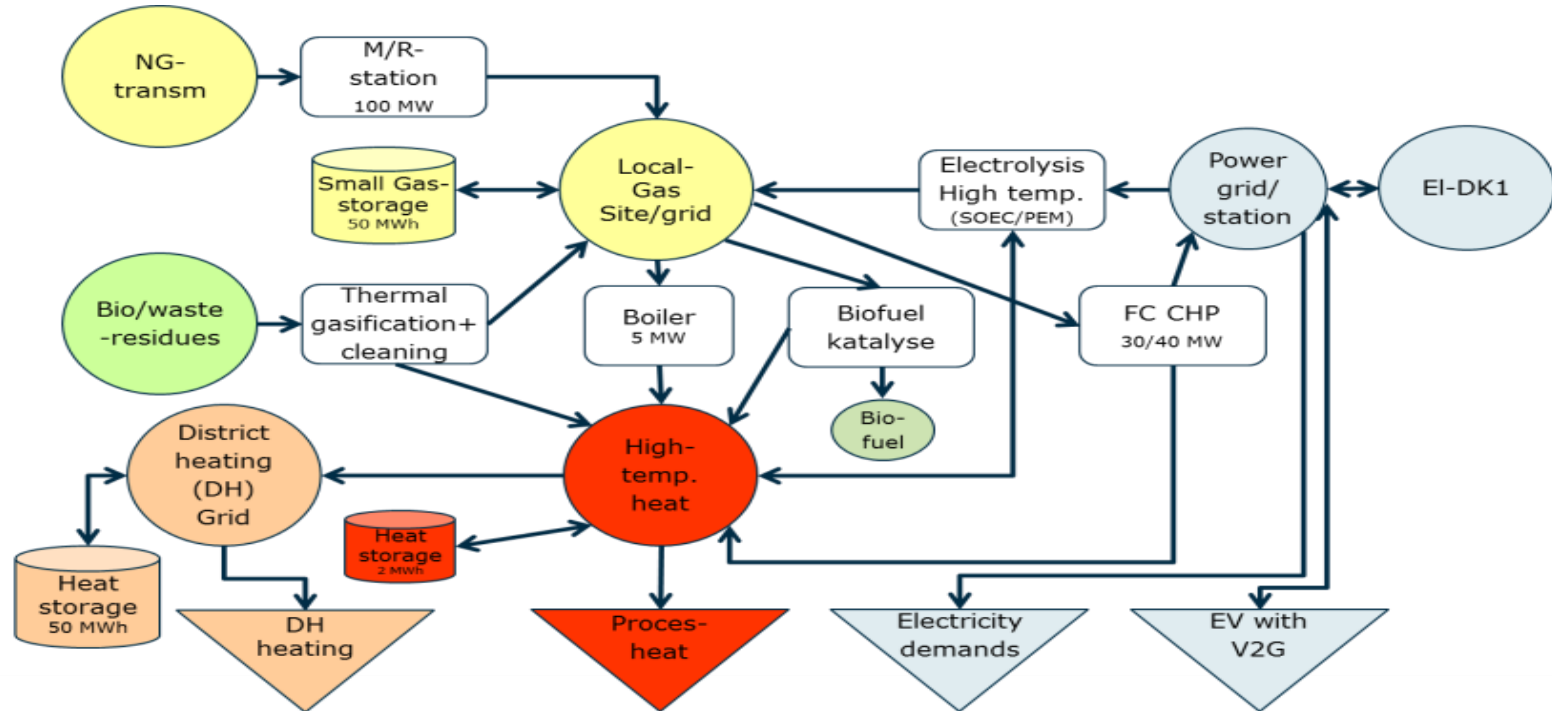 NG-
transm
M/R-
station
100 MW
Small Gas-
storage
50 MWh
Local-
Gas
Site/grid
Electrolysis
High temp.
(SOEC/PEM)
Power
grid/
station
El-DK1
Bio/waste
-residues
Thermal
gasification+
cleaning
Boiler
5 MW
Biofuel
katalyse
FC CHP
30/40 MW
Bio-
fuel
District
heating
(DH)
Grid
High-
temp.
heat
Heat
storage
2 MWh
Heat
storage
50 MWh
DH
heating
Proces-
heat
Electricity
demands
EV with
V2G